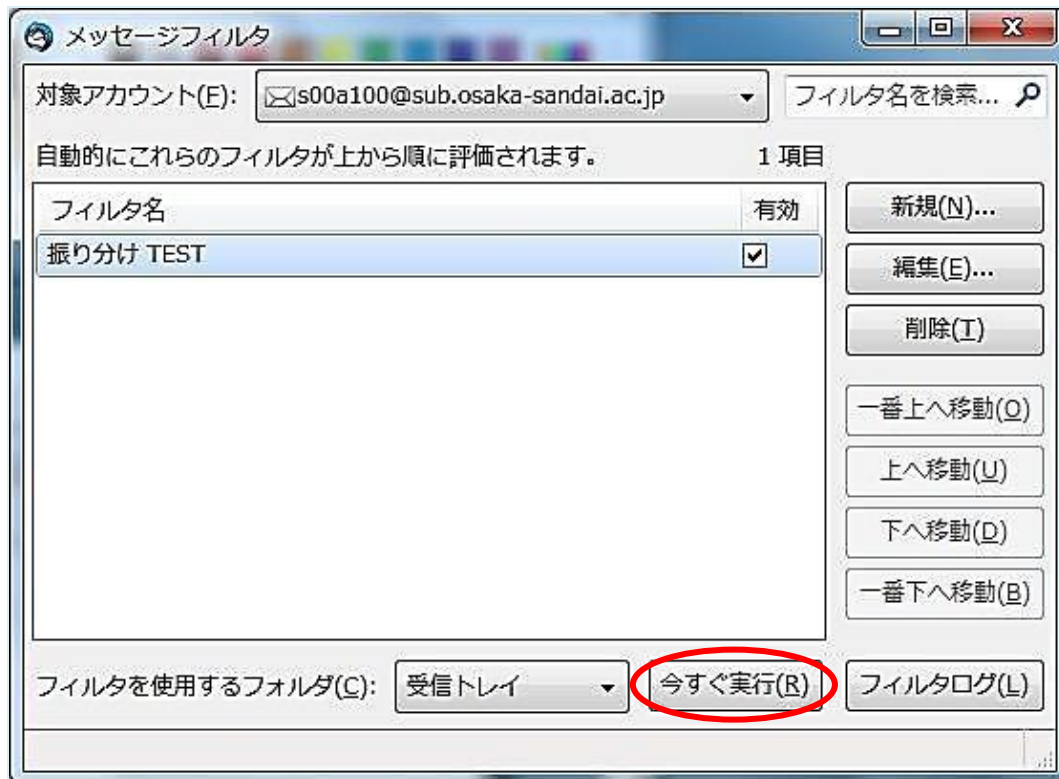 メッセージフィルタ
対象アカウント(F): s00a100@sub.osaka-sandai.ac.jp フィルタ名を検索...
自動的にこれらのフィルタが上から順に評価されます。 1 項目
フィルタ名 有効 新規(N)...
振り分け TEST 編集(E)...
削除(T)
一番上へ移動(O)
上へ移動(U)
下へ移動(D)
一番下へ移動(B)
フィルタを使用するフォルダ(C): 受信トレイ 今すぐ実行(R) フィルタログ(L)